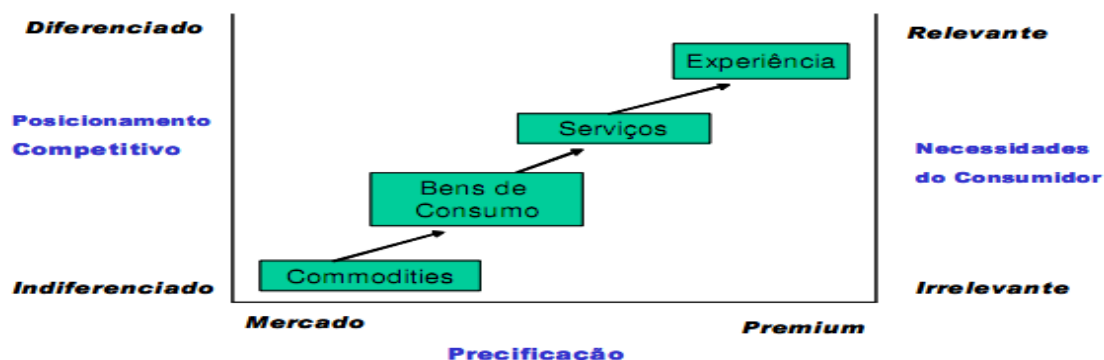 Diferenciado
Relevante
Experiência
Posicionamento
Competitivo
Serviços
Necessidades
do Consumidor
Bens de
Consumo
Commodities
Indiferenciado
Irrelevante
Mercado
Premium
Precificação